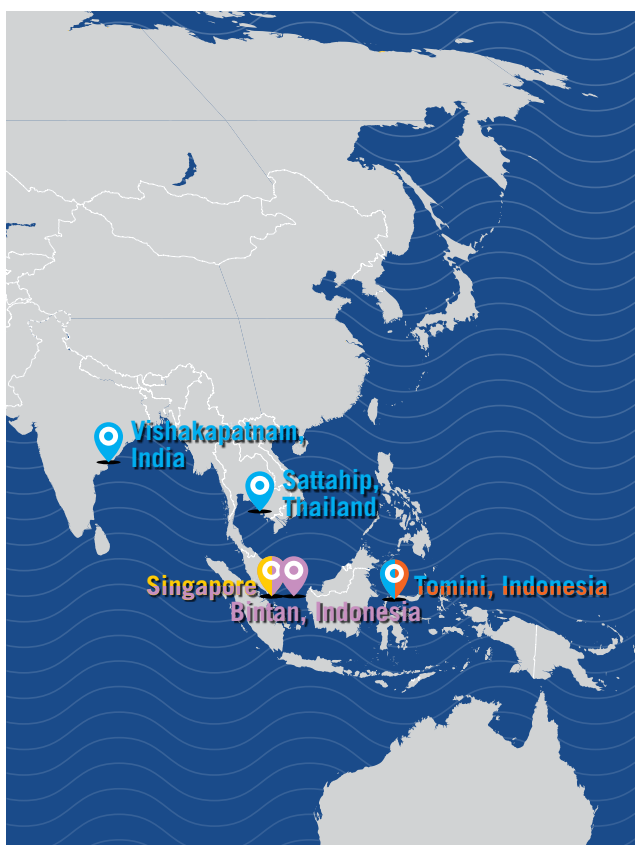 Vishakapatnam,
India
Sattahip,
Thailand
Singapore
Tomini, Indonesia
Bintan, Indonesia